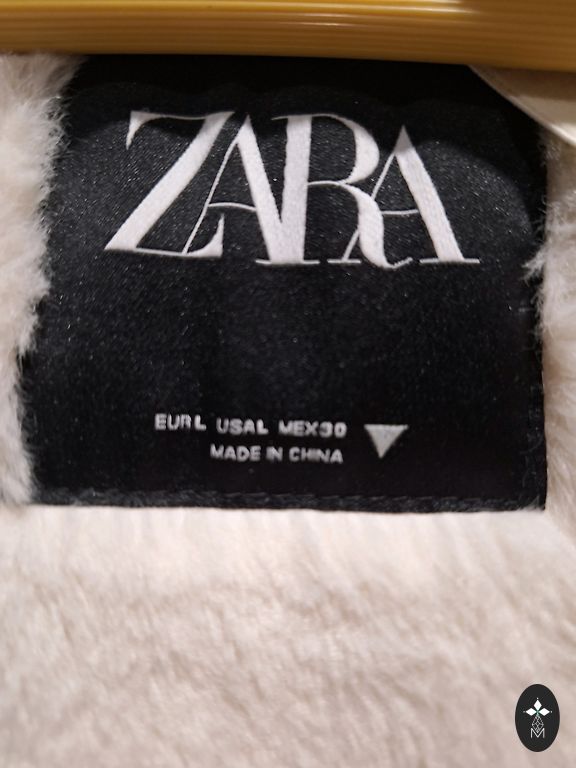 ZARA
EUR L USA L MEX 30
MADE IN CHINA
M